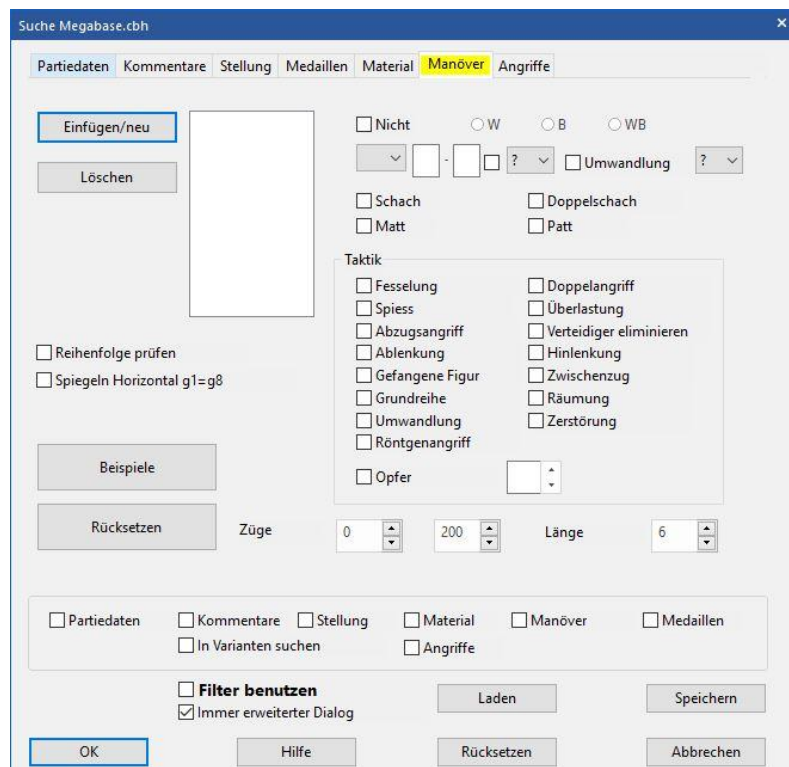 Suche Megabase.cbh
Partiedaten Kommentare Stellung Medaillen Material Manöver Angriffe
Einfügen/neu
Löschen
Nicht W B WB
- ? Umwandlung ?
Schach Doppelschach
Matt Patt
Taktik
Fesselung Doppelangriff
Spiess Überlastung
Abzugsangriff Verteidiger eliminieren
Reihenfolge prüfen Ablenkung Hinlenkung
Spiegeln Horizontal g1=g8 Gefangene Figur Zwischenzug
Grundreihe Räumung
Umwandlung Zerstörung
Röntgenangriff
Beispiele Opfer
Rücksetzen Züge 0 200 Länge 6
Partiedaten Kommentare Stellung Material Manöver Medaillen
In Varianten suchen Angriffe
Filter benutzen Laden Speichern
Immer erweiterter Dialog
OK Hilfe Rücksetzen Abbrechen